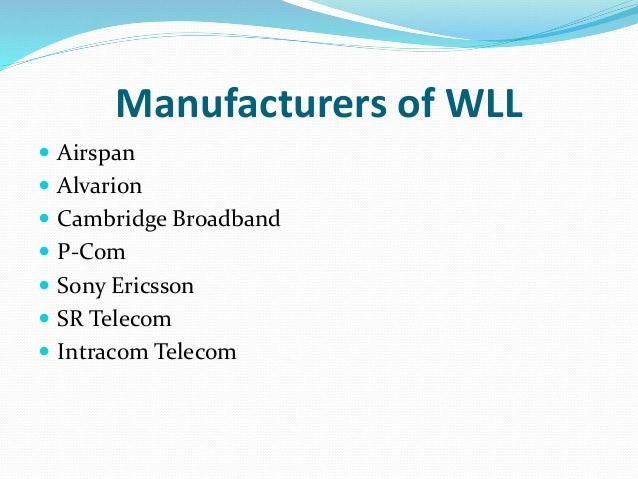 Manufacturers of WLL
• Airspan
• Alvarion
• Cambridge Broadband
• P-Com
• Sony Ericsson
• SR Telecom
• Intracom Telecom